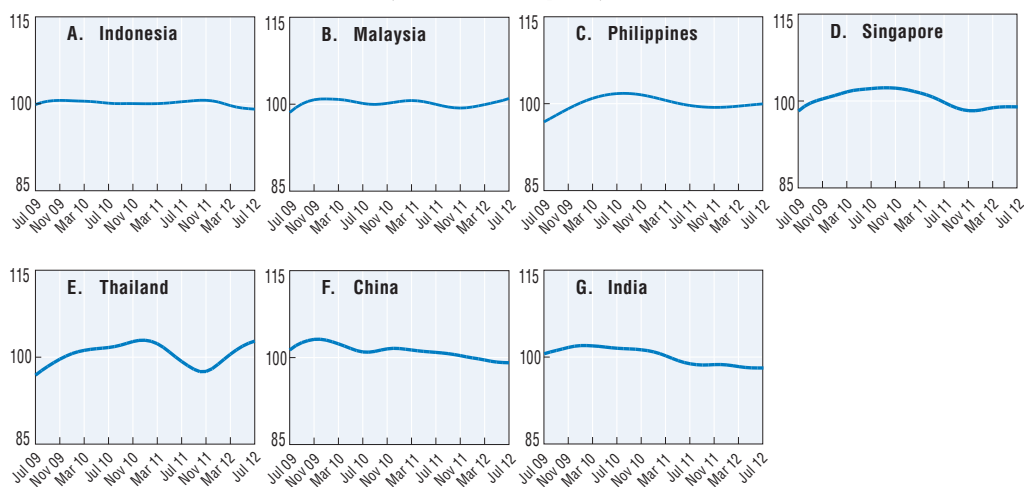 A. Indonesia
115
100
85
Jul 09
Nov 09
Mar 10
Jul 10
Nov 10
Mar 11
Jul 11
Nov 11
Mar 12
Jul 12
B. Malaysia
115
100
85
Jul 09
Nov 09
Mar 10
Jul 10
Nov 10
Mar 11
Jul 11
Nov 11
Mar 12
Jul 12
C. Philippines
115
100
85
Jul 09
Nov 09
Mar 10
Jul 10
Nov 10
Mar 11
Jul 11
Nov 11
Mar 12
Jul 12
D. Singapore
115
100
85
Jul 09
Nov 09
Mar 10
Jul 10
Nov 10
Mar 11
Jul 11
Nov 11
Mar 12
Jul 12
E. Thailand
115
100
85
Jul 09
Nov 09
Mar 10
Jul 10
Nov 10
Mar 11
Jul 11
Nov 11
Mar 12
Jul 12
F. China
115
100
85
Jul 09
Nov 09
Mar 10
Jul 10
Nov 10
Mar 11
Jul 11
Nov 11
Mar 12
Jul 12
G. India
115
100
85
Jul 09
Nov 09
Mar 10
Jul 10
Nov 10
Mar 11
Jul 11
Nov 11
Mar 12
Jul 12